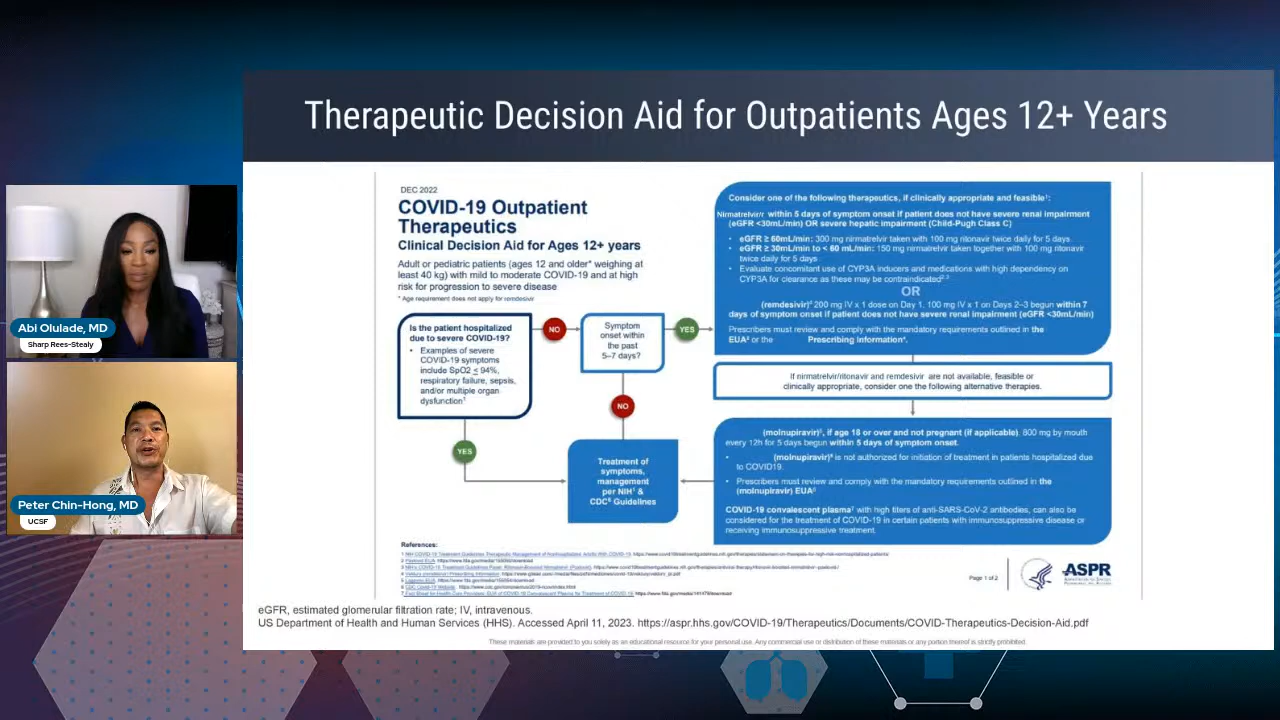 Therapeutic Decision Aid for Outpatients Ages 12+ Years
Abi Olulade, MD
Sharp Rees-Stealy
Peter Chin-Hong, MD
UCSF
DEC 2022
COVID-19 Outpatient
Therapeutics
Clinical Decision Aid for Ages 12+ years
Adult or pediatric patients (ages 12 and older* weighing at
least 40 kg) with mild to moderate COVID-19 and at high
risk for progression to severe disease
* Age requirement does not apply for remdesivir
Is the patient hospitalized
due to severe COVID-19?
• Examples of severe
COVID-19 symptoms
include SpO2 ≤ 94%,
respiratory failure, sepsis,
and/or multiple organ
dysfunction¹
NO
Symptom
onset within
the past
5–7 days?
YES
NO
YES
Treatment of
symptoms,
management
per NIH¹ &
CDC⁶ Guidelines
Consider one of the following therapeutics, if clinically appropriate and feasible¹:
Nirmatrelvir/r within 5 days of symptom onset if patient does not have severe renal impairment
(eGFR <30mL/min) OR severe hepatic impairment (Child-Pugh Class C)
• eGFR ≥ 60mL/min: 300 mg nirmatrelvir taken with 100 mg ritonavir twice daily for 5 days
• eGFR ≥ 30mL/min to < 60 mL/min: 150 mg nirmatrelvir taken together with 100 mg ritonavir
twice daily for 5 days
• Evaluate concomitant use of CYP3A inducers and medications with high dependency on
CYP3A for clearance as these may be contraindicated²,³
OR
(remdesivir)⁴ 200 mg IV x 1 dose on Day 1, 100 mg IV x 1 on Days 2–3 begun within 7
days of symptom onset if patient does not have severe renal impairment (eGFR <30mL/min)
Prescribers must review and comply with the mandatory requirements outlined in the
EUA² or the Prescribing Information⁴.
If nirmatrelvir/ritonavir and remdesivir are not available, feasible or
clinically appropriate, consider one the following alternative therapies.
(molnupiravir)⁵, if age 18 or over and not pregnant (if applicable), 800 mg by mouth
every 12h for 5 days begun within 5 days of symptom onset.
• (molnupiravir)⁵ is not authorized for initiation of treatment in patients hospitalized due
to COVID19.
• Prescribers must review and comply with the mandatory requirements outlined in the
(molnupiravir) EUA⁵
COVID-19 convalescent plasma⁷ with high titers of anti-SARS-CoV-2 antibodies, can also be
considered for the treatment of COVID-19 in certain patients with immunosuppressive disease or
receiving immunosuppressive treatment.
References:
Page 1 of 2
ASPR
eGFR, estimated glomerular filtration rate; IV, intravenous.
US Department of Health and Human Services (HHS). Accessed April 11, 2023. https://aspr.hhs.gov/COVID-19/Therapeutics/Documents/COVID-Therapeutics-Decision-Aid.pdf
These materials are provided to you solely as an educational resource for your personal use. Any commercial use or distribution of these materials or any portion thereof is strictly prohibited.